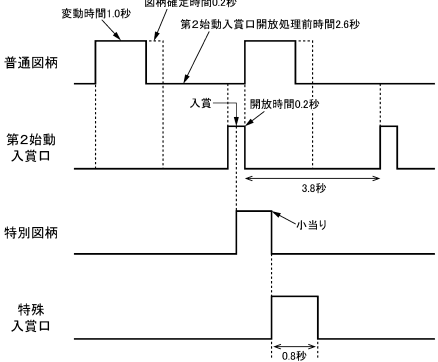 図柄確定時間0.2秒
変動時間1.0秒
第2始動入賞口開放処理前時間2.6秒
普通図柄
入賞
開放時間0.2秒
第2始動
入賞口
3.8秒
特別図柄
小当り
特殊
入賞口
0.8秒